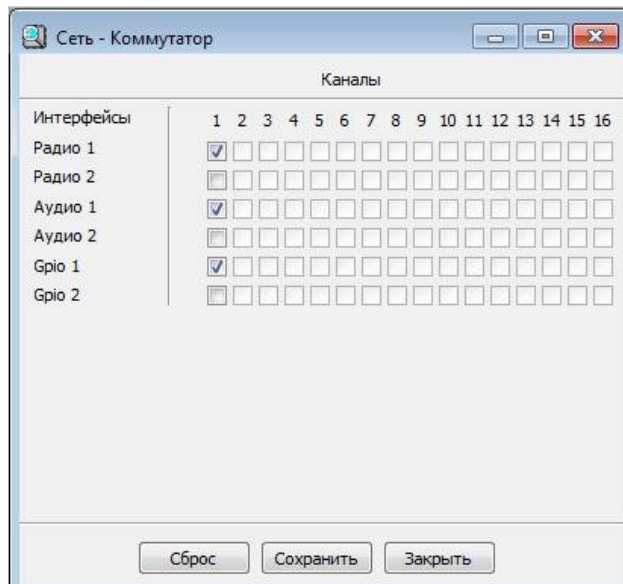 Сеть - Коммутатор
Каналы
Интерфейсы 1 2 3 4 5 6 7 8 9 10 11 12 13 14 15 16
Радио 1
Радио 2
Аудио 1
Аудио 2
Gpio 1
Gpio 2
Сброс Сохранить Закрыть